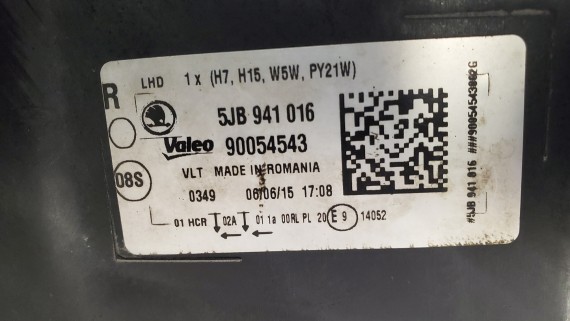 R LHD 1 x (H7, H15, W5W, PY21W)
5JB 941 016
Valeo 90054543
08S VLT MADE IN ROMANIA
0349 06/06/15 17:08
01 HCR 02A 01 1a 00RL PL 20 E 9 14052
#5JB 941 016 ###90054543002G